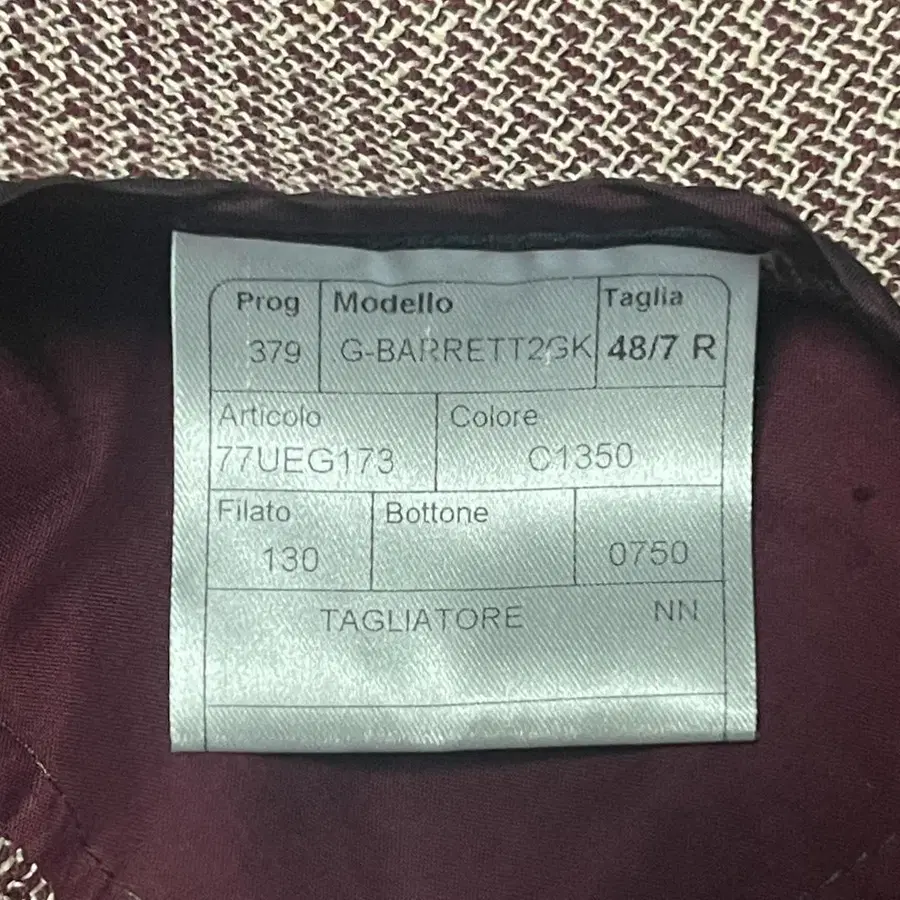 Prog Modello Taglia
379 G-BARRETT2GK 48/7 R
Articolo Colore
77UEG173 C1350
Filato Bottone
130 0750
TAGLIATORE NN